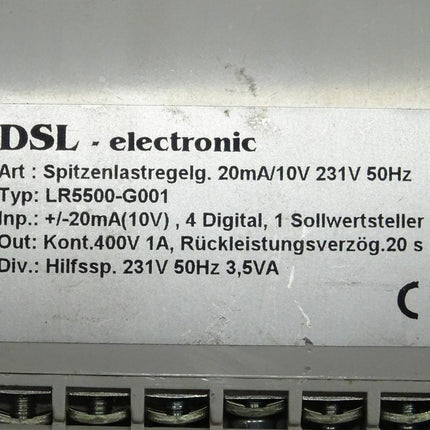 DSL - electronic
Art : Spitzenlastregelg. 20mA/10V 231V 50Hz
Typ: LR5500-G001
Inp.: +/-20mA(10V) , 4 Digital, 1 Sollwertsteller
Out: Kont.400V 1A, Rückleistungsverzög.20 s
Div.: Hilfssp. 231V 50Hz 3,5VA
C